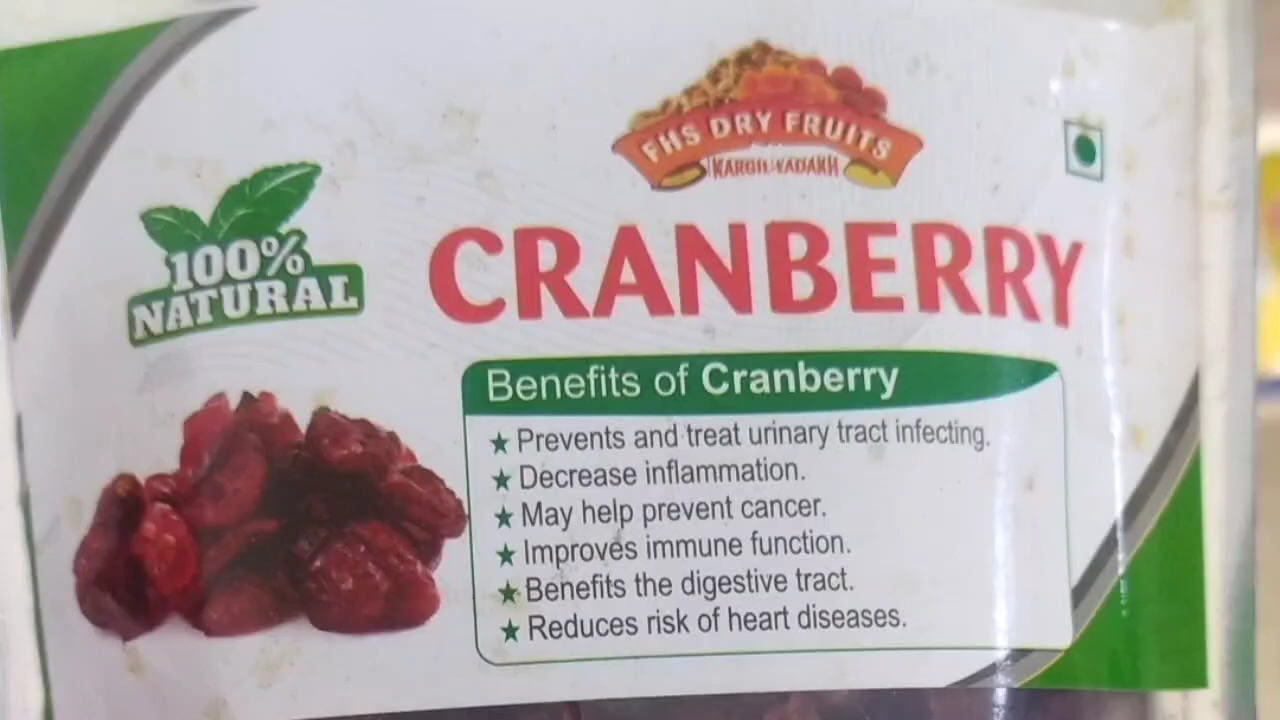 FHS DRY FRUITS
KARGIL LADAKH
100%
NATURAL
CRANBERRY
Benefits of Cranberry
★ Prevents and treat urinary tract infecting.
★ Decrease inflammation.
★ May help prevent cancer.
★ Improves immune function.
★ Benefits the digestive tract.
★ Reduces risk of heart diseases.